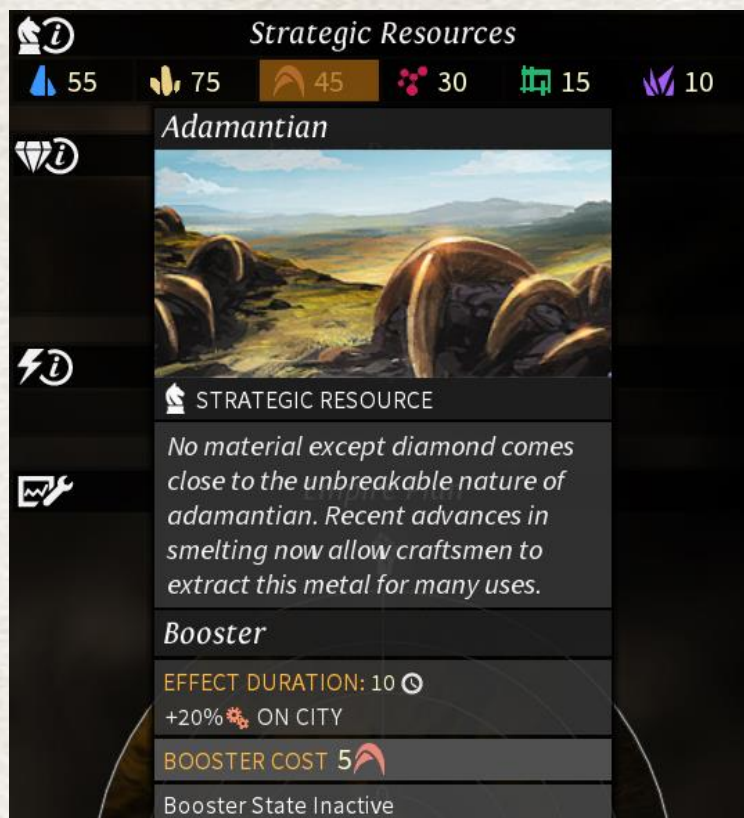 Strategic Resources
55 75 45 30 15 10
Adamantian
STRATEGIC RESOURCE
No material except diamond comes
close to the unbreakable nature of
adamantian. Recent advances in
smelting now allow craftsmen to
extract this metal for many uses.
Empire Plan
Booster
EFFECT DURATION: 10
+20% ON CITY
BOOSTER COST 5
Booster State Inactive